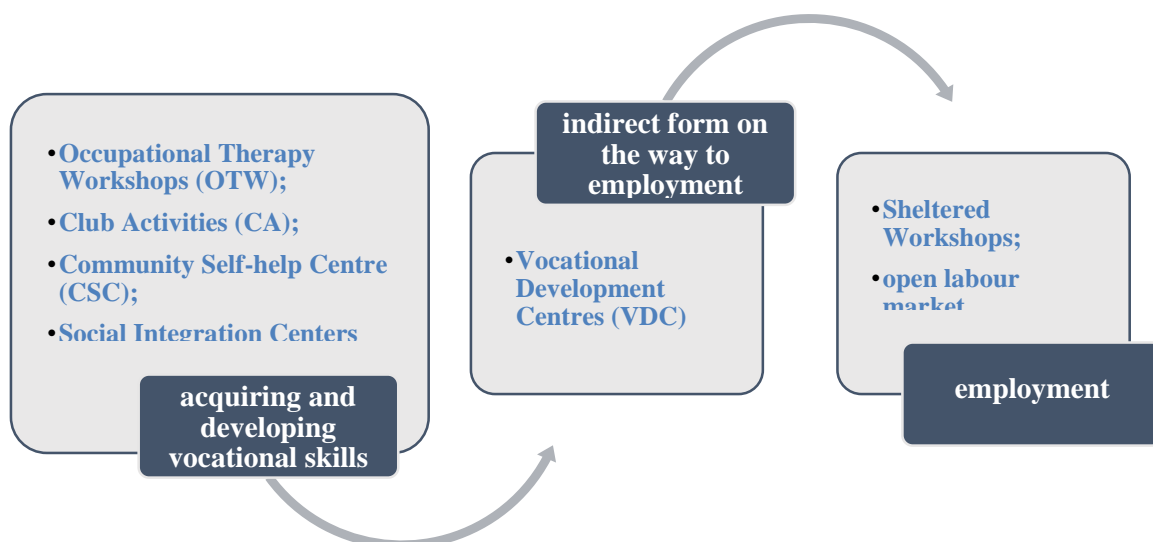 •Occupational Therapy
Workshops (OTW);
•Club Activities (CA);
•Community Self-help Centre
(CSC);
•Social Integration Centers
acquiring and
developing
vocational skills
indirect form on
the way to
employment
•Vocational
Development
Centres (VDC)
•Sheltered
Workshops;
•open labour
market
employment